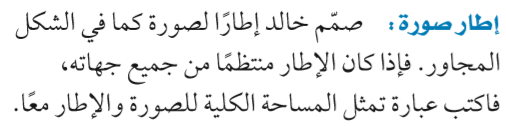 إطار صورة: صمّم خالد إطارًا لصورة كما في الشكل
المجاور. فإذا كان الإطار منتظمًا من جميع جهاته،
فاكتب عبارة تمثل المساحة الكلية للصورة والإطار معًا.